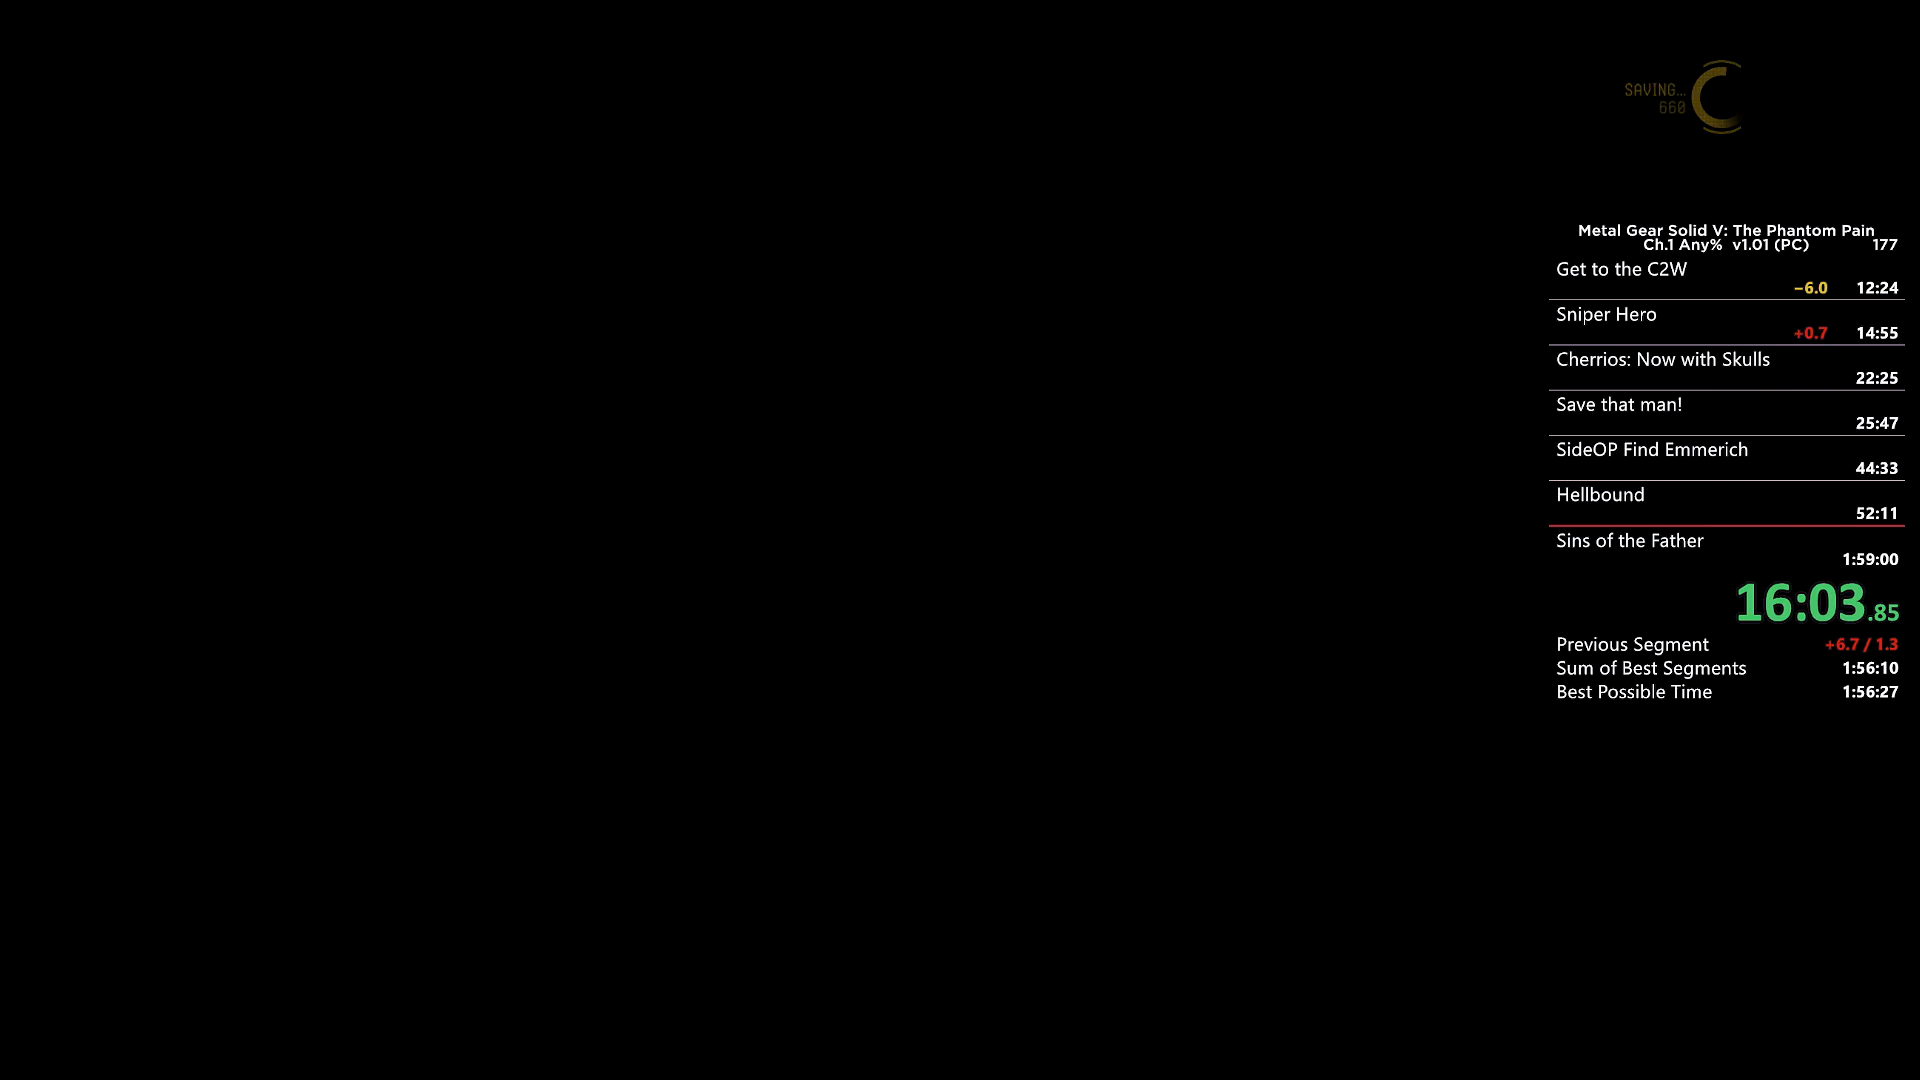 SAVING...
660
Metal Gear Solid V: The Phantom Pain
Ch.1 Any% v1.01 (PC) 177
Get to the C2W
−6.0 12:24
Sniper Hero
+0.7 14:55
Cherrios: Now with Skulls
22:25
Save that man!
25:47
SideOP Find Emmerich
44:33
Hellbound
52:11
Sins of the Father
1:59:00
16:03.85
Previous Segment +6.7 / 1.3
Sum of Best Segments 1:56:10
Best Possible Time 1:56:27